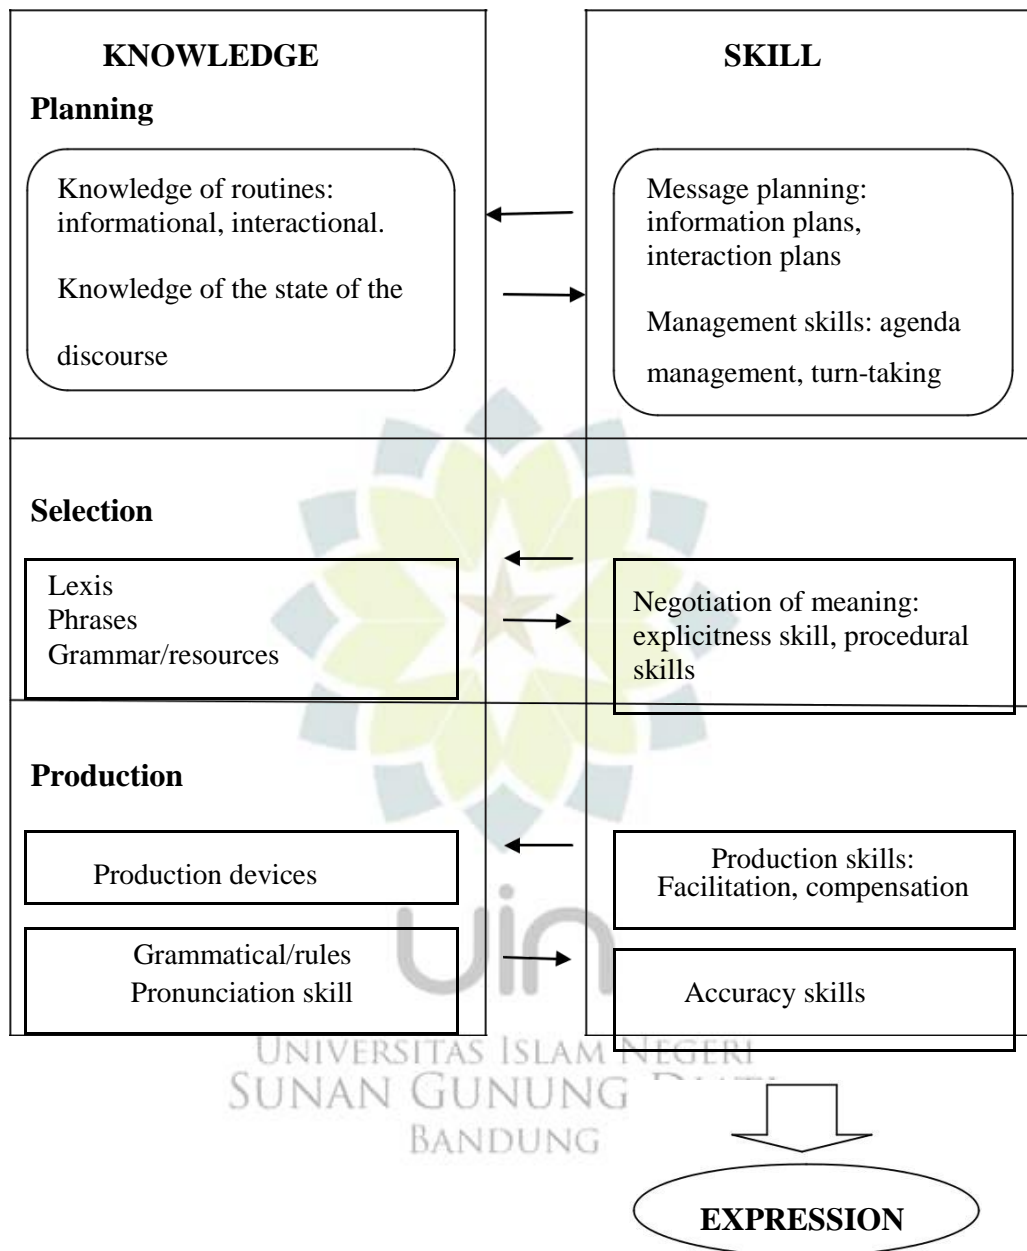 KNOWLEDGE
Planning
Knowledge of routines:
informational, interactional.
Knowledge of the state of the
discourse
SKILL
Message planning:
information plans,
interaction plans
Management skills: agenda
management, turn-taking
Selection
Lexis
Phrases
Grammar/resources
Negotiation of meaning:
explicitness skill, procedural
skills
Production
Production devices
Production skills:
Facilitation, compensation
Grammatical/rules
Pronunciation skill
Accuracy skills
uin
UNIVERSITAS ISLAM NEGERI
SUNAN GUNUNG
BANDUNG
EXPRESSION